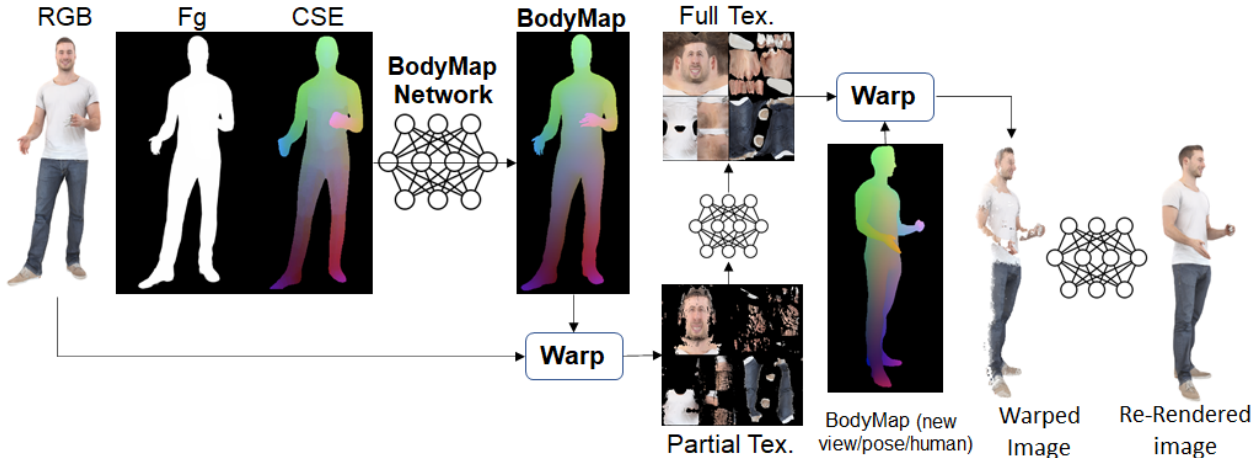 RGB
Fg
CSE
BodyMap
Network
BodyMap
Full Tex.
Warp
Warp
Partial Tex.
BodyMap (new
view/pose/human)
Warped
Image
Re-Rendered
image